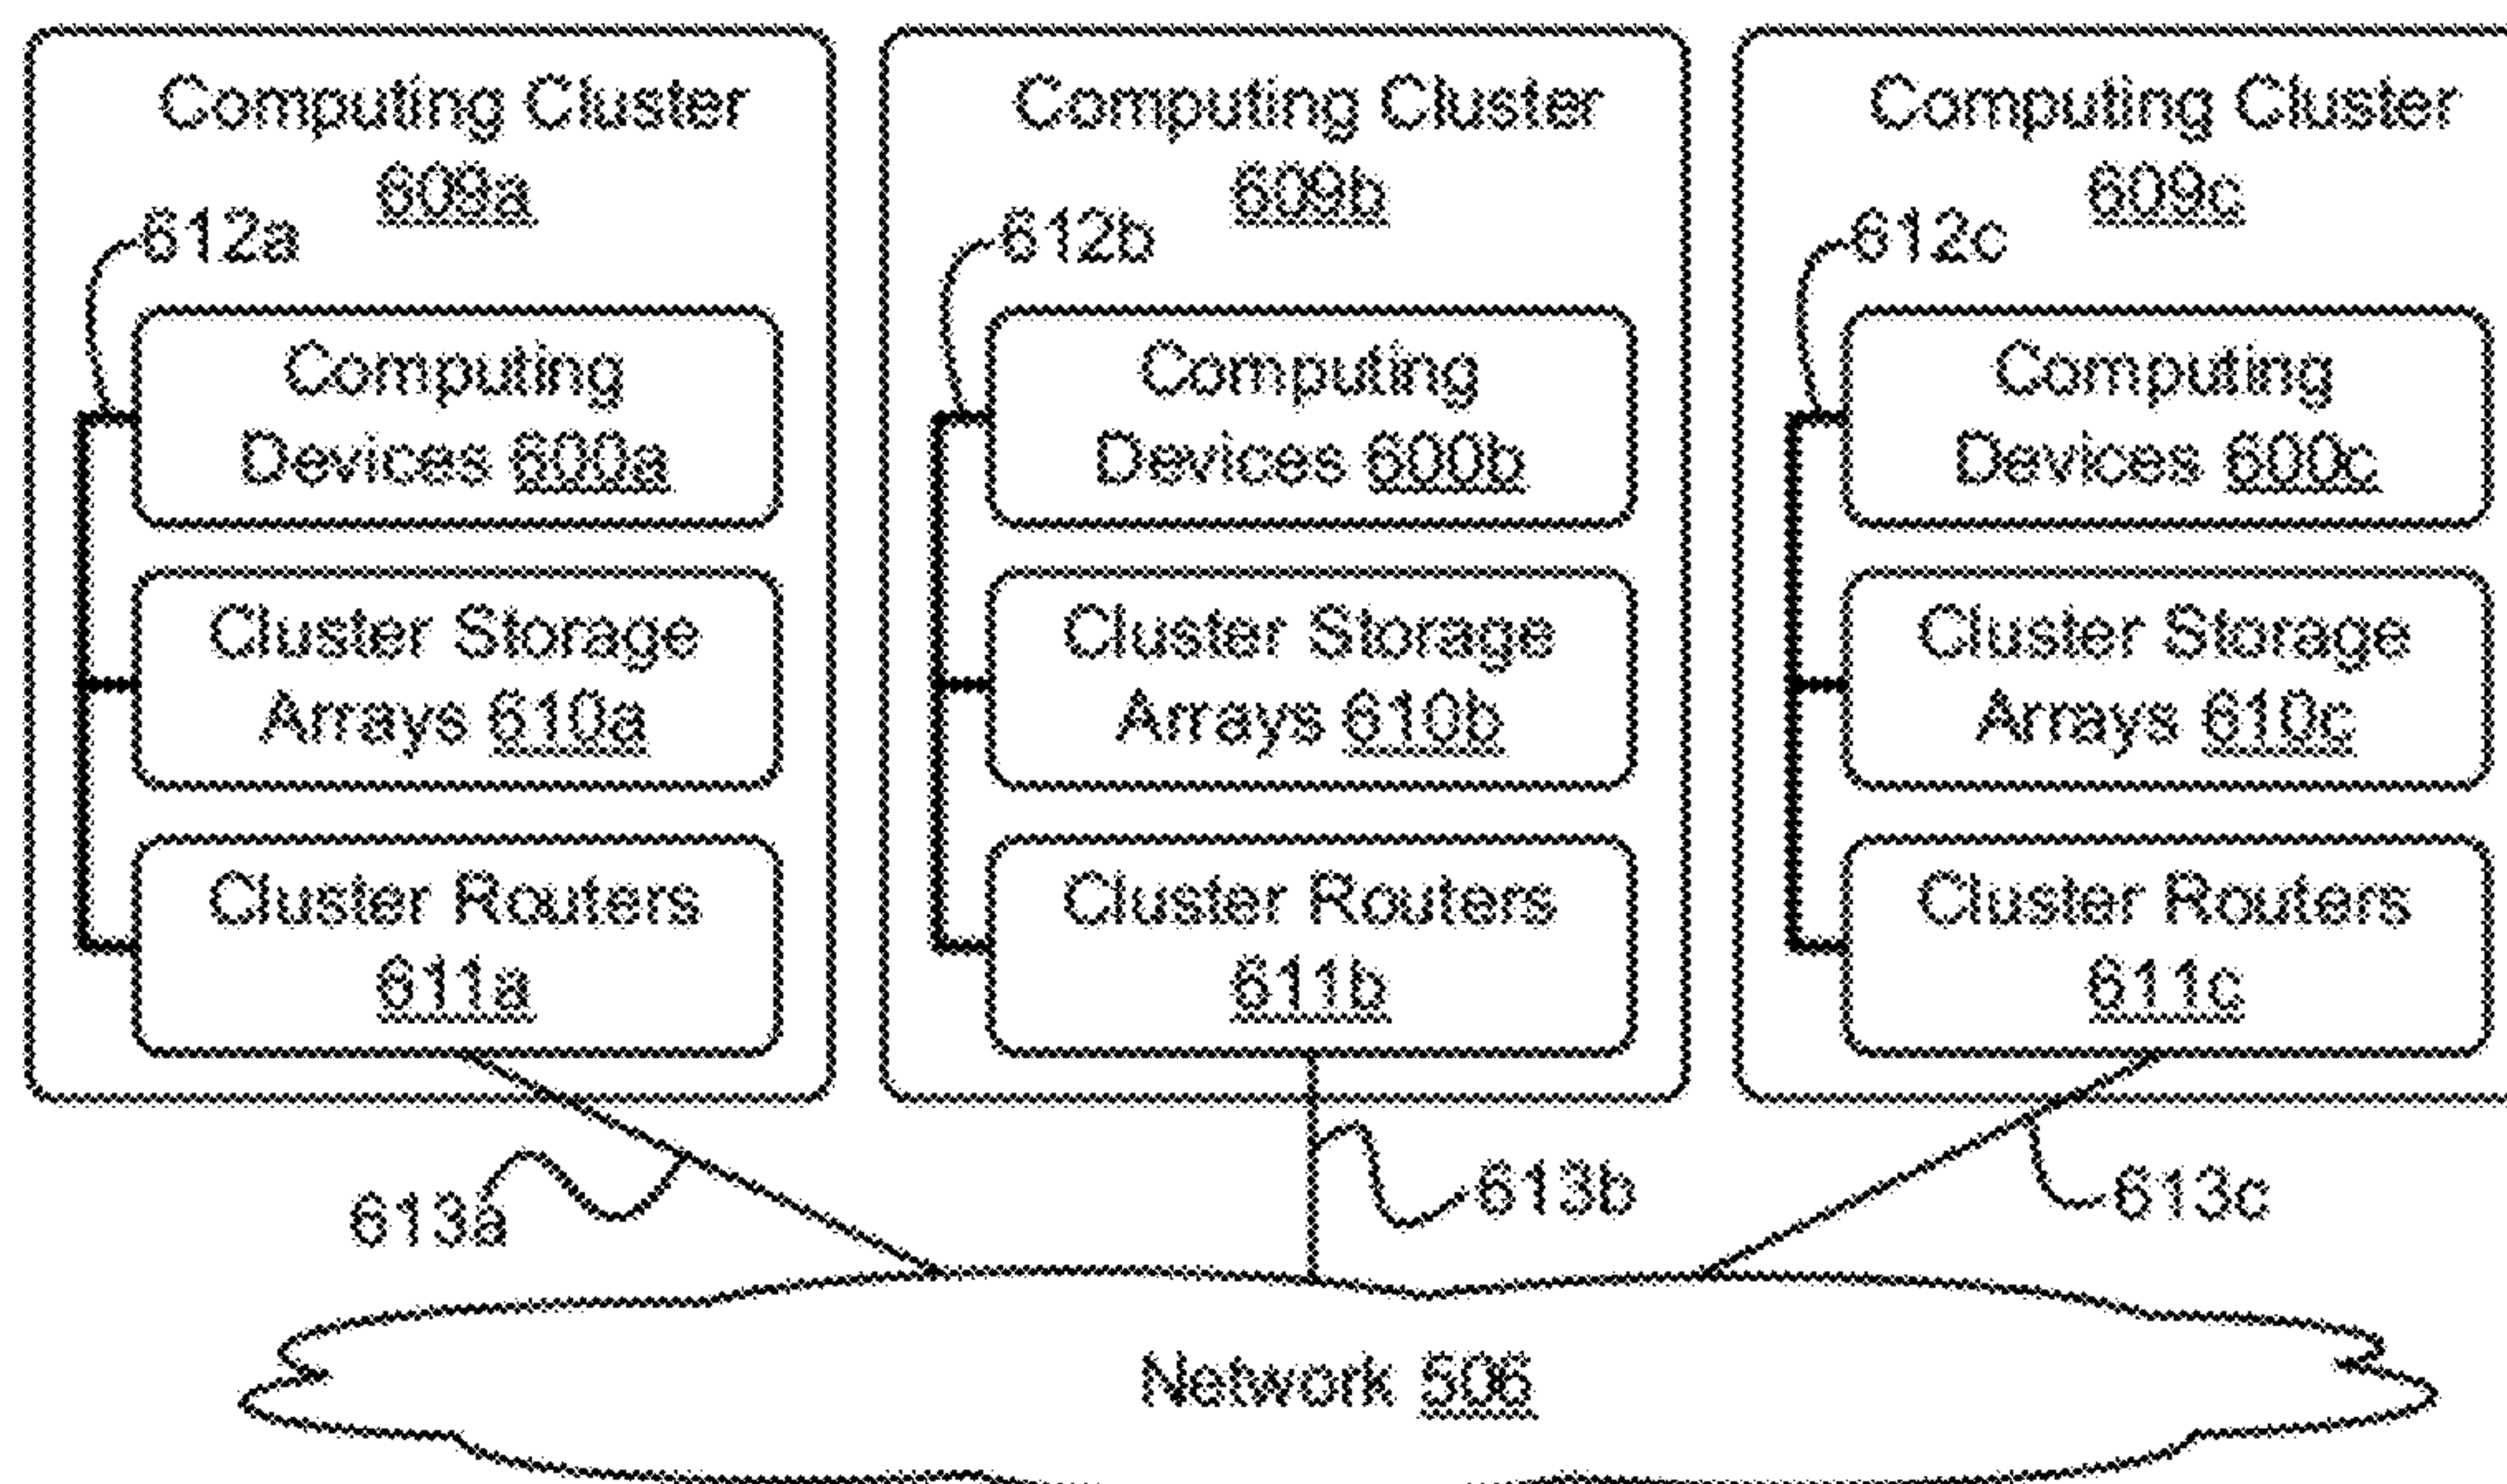 Computing Cluster
609a
612a
Computing
Devices 600a
Cluster Storage
Arrays 610a
Cluster Routers
611a
Computing Cluster
609b
612b
Computing
Devices 600b
Cluster Storage
Arrays 610b
Cluster Routers
611b
Computing Cluster
609c
612c
Computing
Devices 600c
Cluster Storage
Arrays 610c
Cluster Routers
611c
613a
613b
613c
Network 506